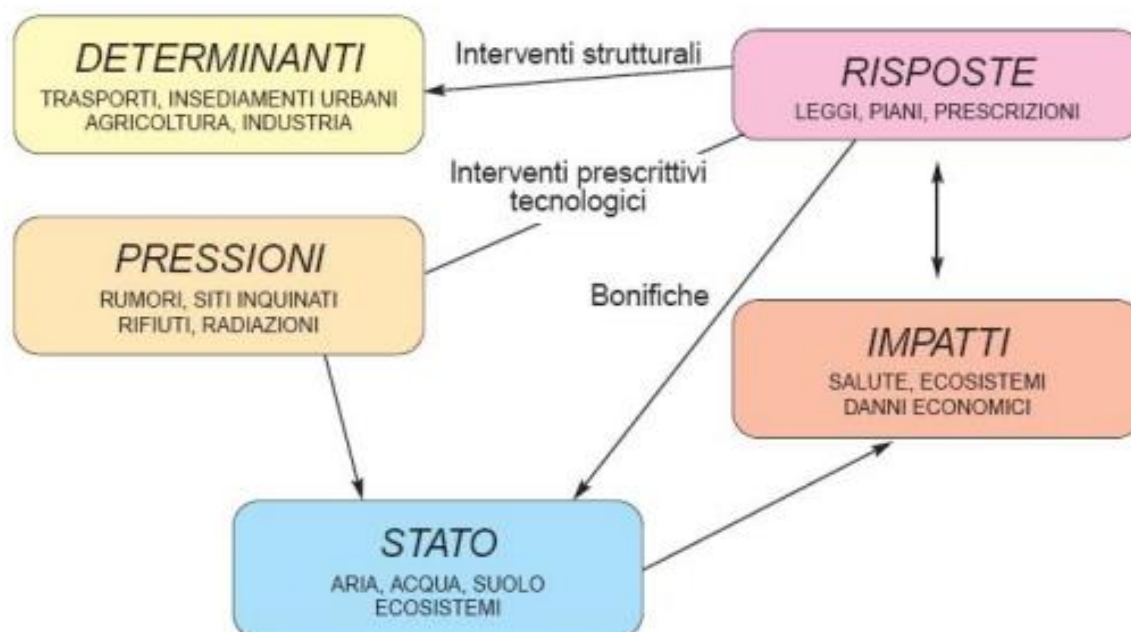 DETERMINANTI
TRASPORTI, INSEDIAMENTI URBANI
AGRICOLTURA, INDUSTRIA
Interventi strutturali
RISPOSTE
LEGGI, PIANI, PRESCRIZIONI
Interventi prescrittivi
tecnologici
PRESSIONI
RUMORI, SITI INQUINATI
RIFIUTI, RADIAZIONI
Bonifiche
IMPATTI
SALUTE, ECOSISTEMI
DANNI ECONOMICI
STATO
ARIA, ACQUA, SUOLO
ECOSISTEMI